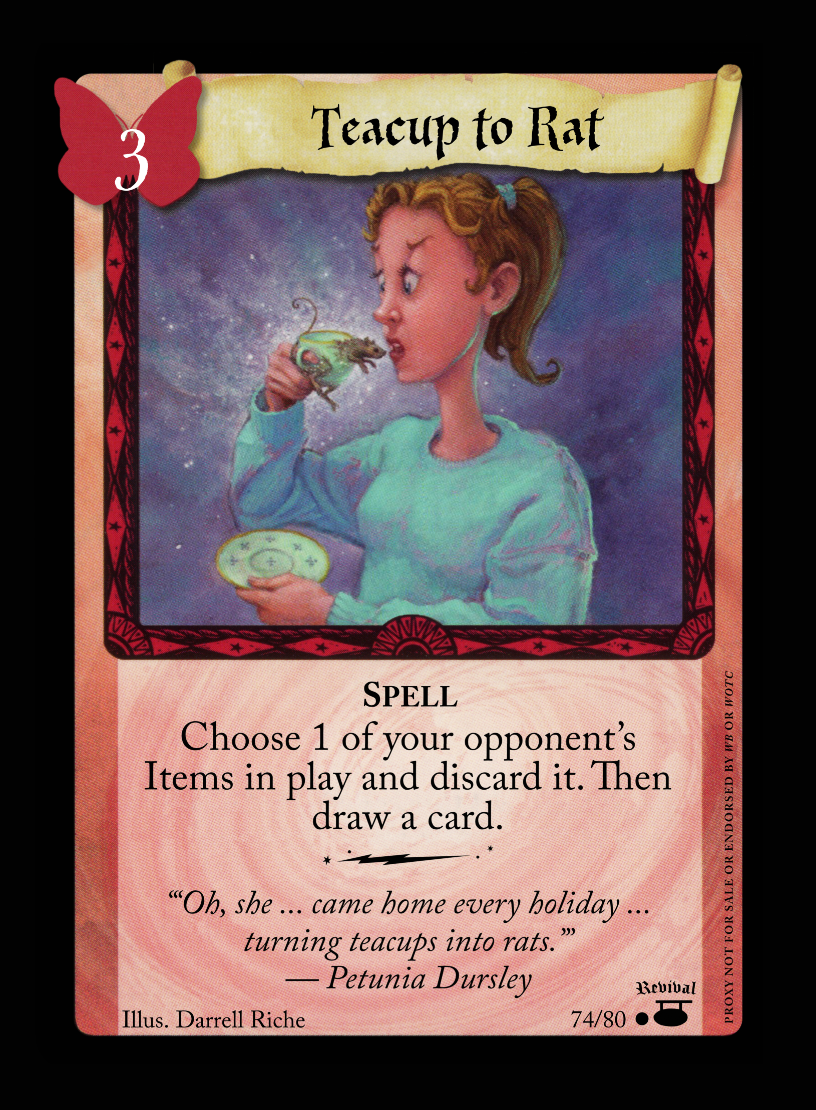 3
Teacup to Rat
SPELL
Choose 1 of your opponent's
Items in play and discard it. Then
draw a card.
"'Oh, she ... came home every holiday ...
turning teacups into rats.'"
— Petunia Dursley
Revival
Illus. Darrell Riche
74/80
PROXY NOT FOR SALE OR ENDORSED BY WB OR WOTC